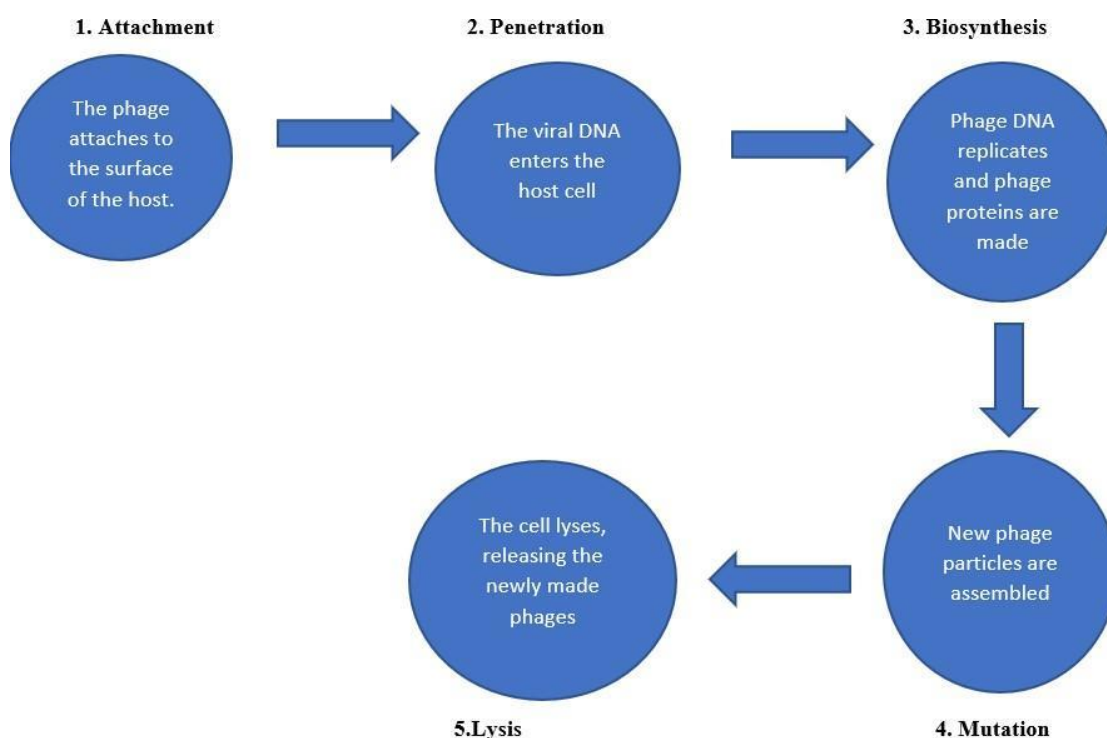 1. Attachment
The phage
attaches to
the surface
of the host.
2. Penetration
The viral DNA
enters the
host cell
3. Biosynthesis
Phage DNA
replicates
and phage
proteins are
made
New phage
particles are
assembled
4. Mutation
The cell lyses,
releasing the
newly made
phages
5.Lysis